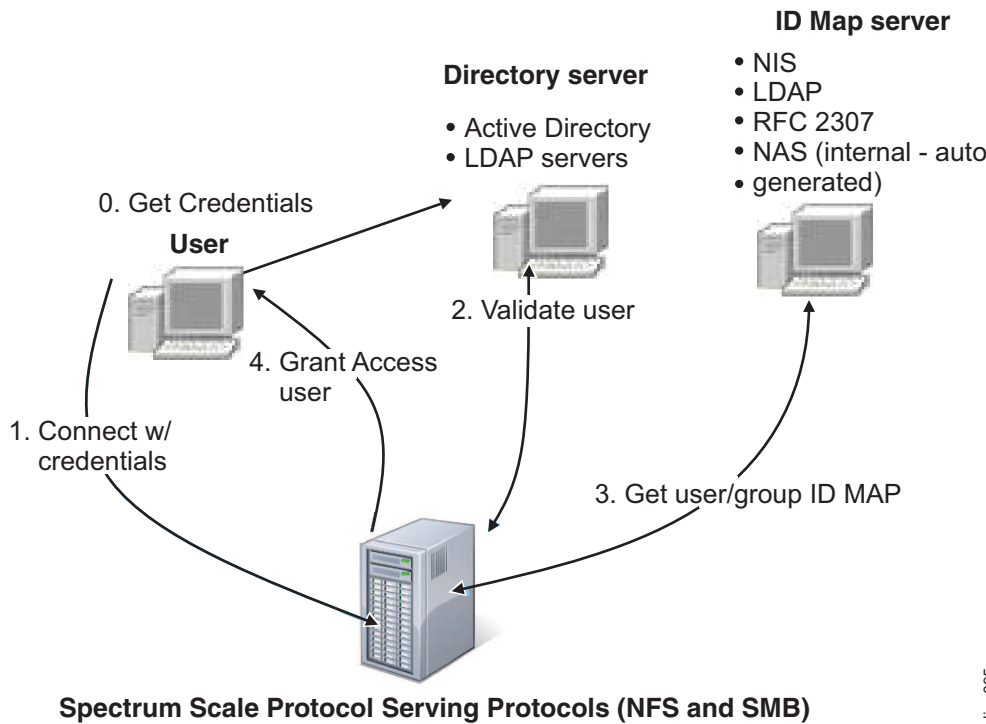 ID Map server
• NIS
• LDAP
• RFC 2307
• NAS (internal - auto
• generated)
Directory server
• Active Directory
• LDAP servers
0. Get Credentials
User
2. Validate user
4. Grant Access
user
1. Connect w/
credentials
3. Get user/group ID MAP
Spectrum Scale Protocol Serving Protocols (NFS and SMB)